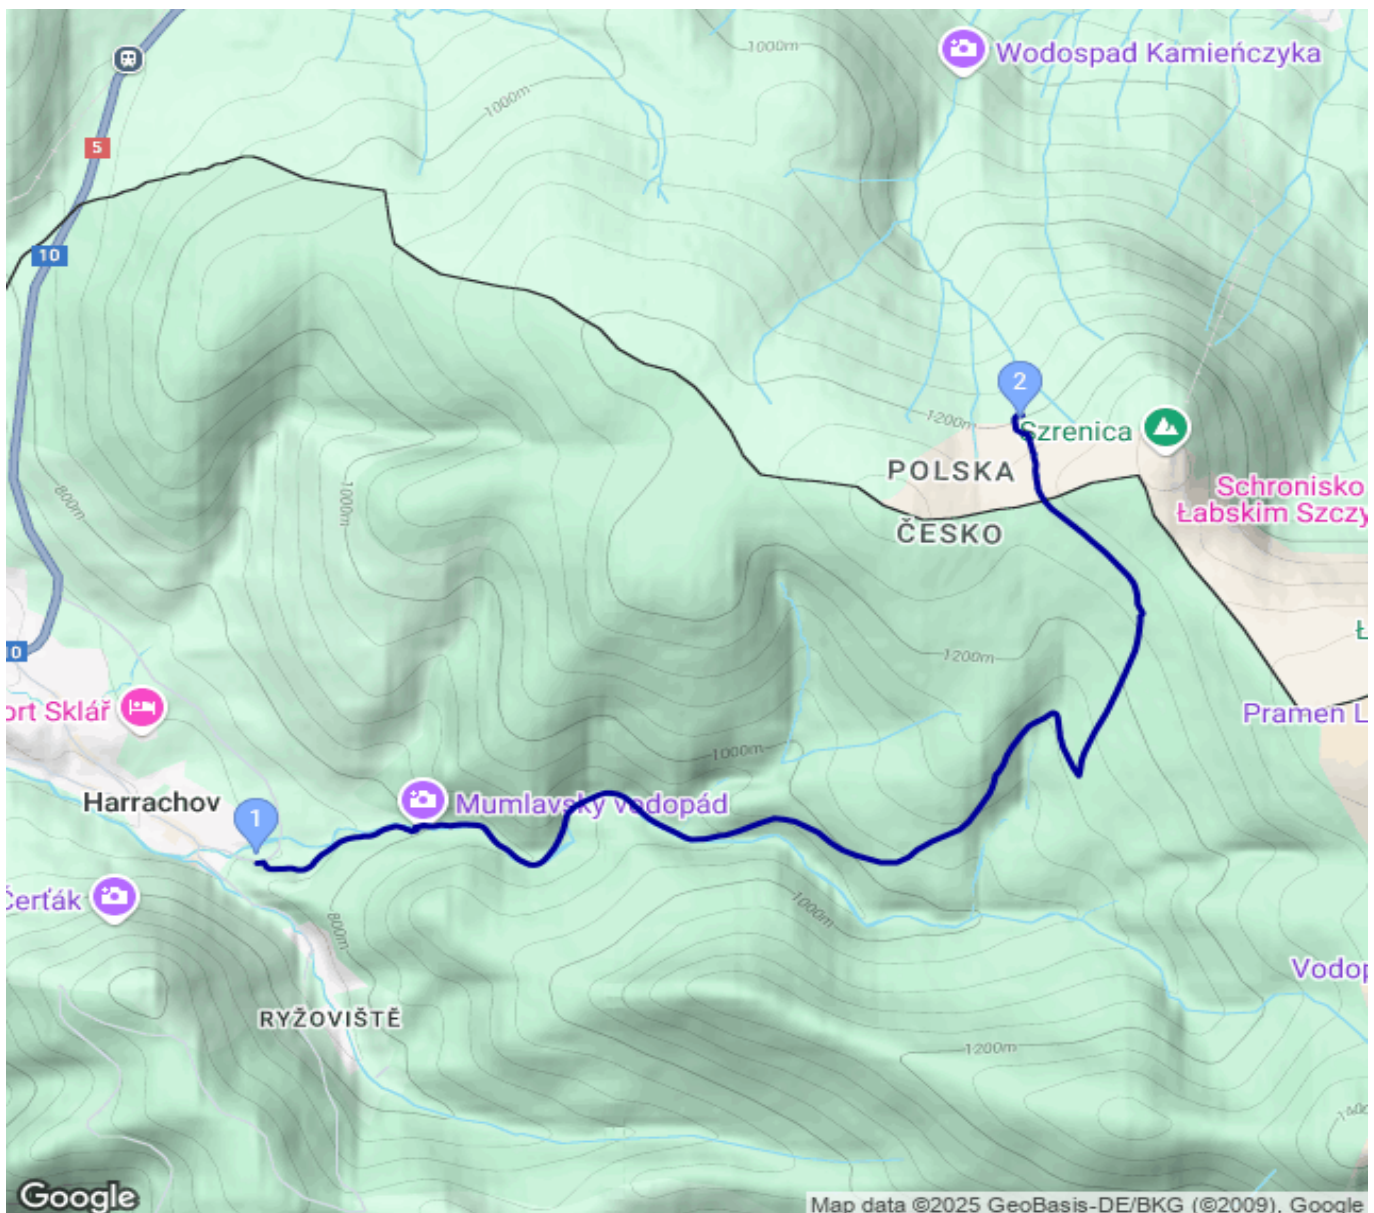 1000m
Wodospad Kamieńczyka
1000m
5
10
2
1200m
Szrenica
POLSKA
800m
1000m
Schronisko
Łabskim Szczy
ČESKO
Ł
10
1200m
ort Sklář
Pramen L
1000m
Harrachov
Mumlavský vodopád
1
Čerťák
1000m
800m
Vodop
RYŽOVIŠTĚ
1200m
140
Google
Map data ©2025 GeoBasis-DE/BKG (©2009), Google